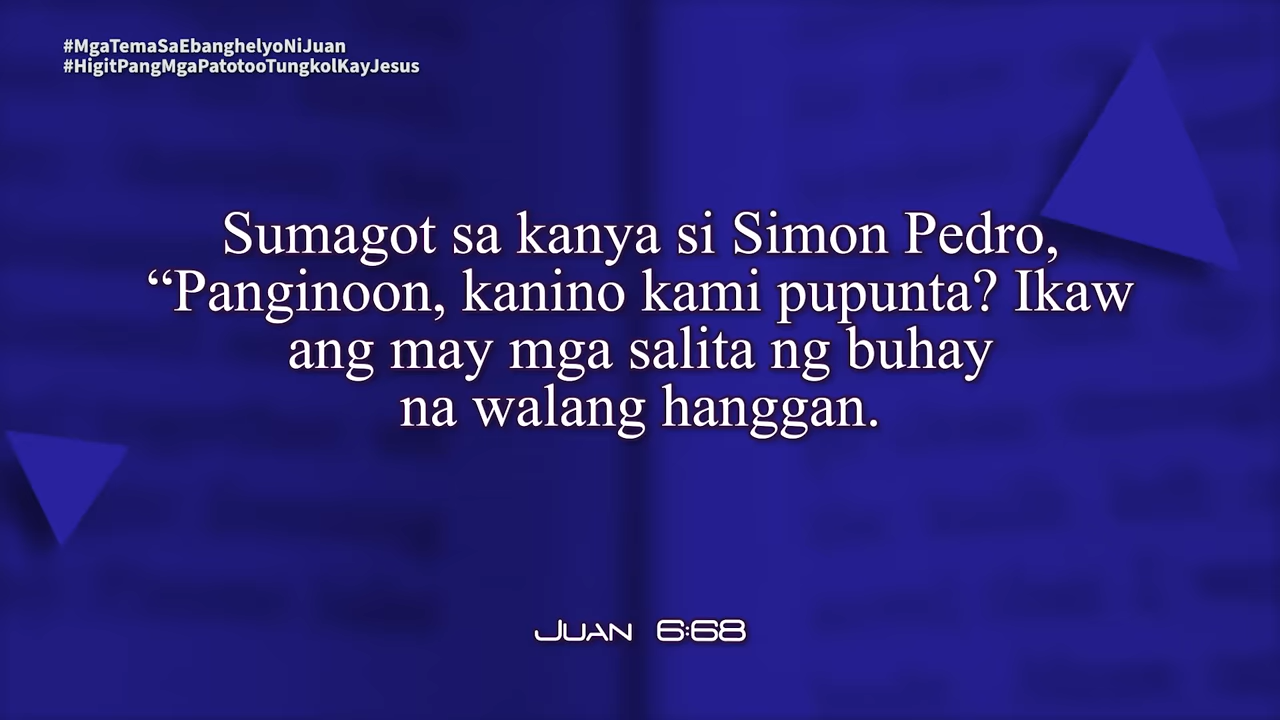 #MgaTemaSaEbanghelyoNiJuan
#HigitPangMgaPatotooTungkolKayJesus
Sumagot sa kanya si Simon Pedro,
“Panginoon, kanino kami pupunta? Ikaw
ang may mga salita ng buhay
na walang hanggan.
Juan 6:68